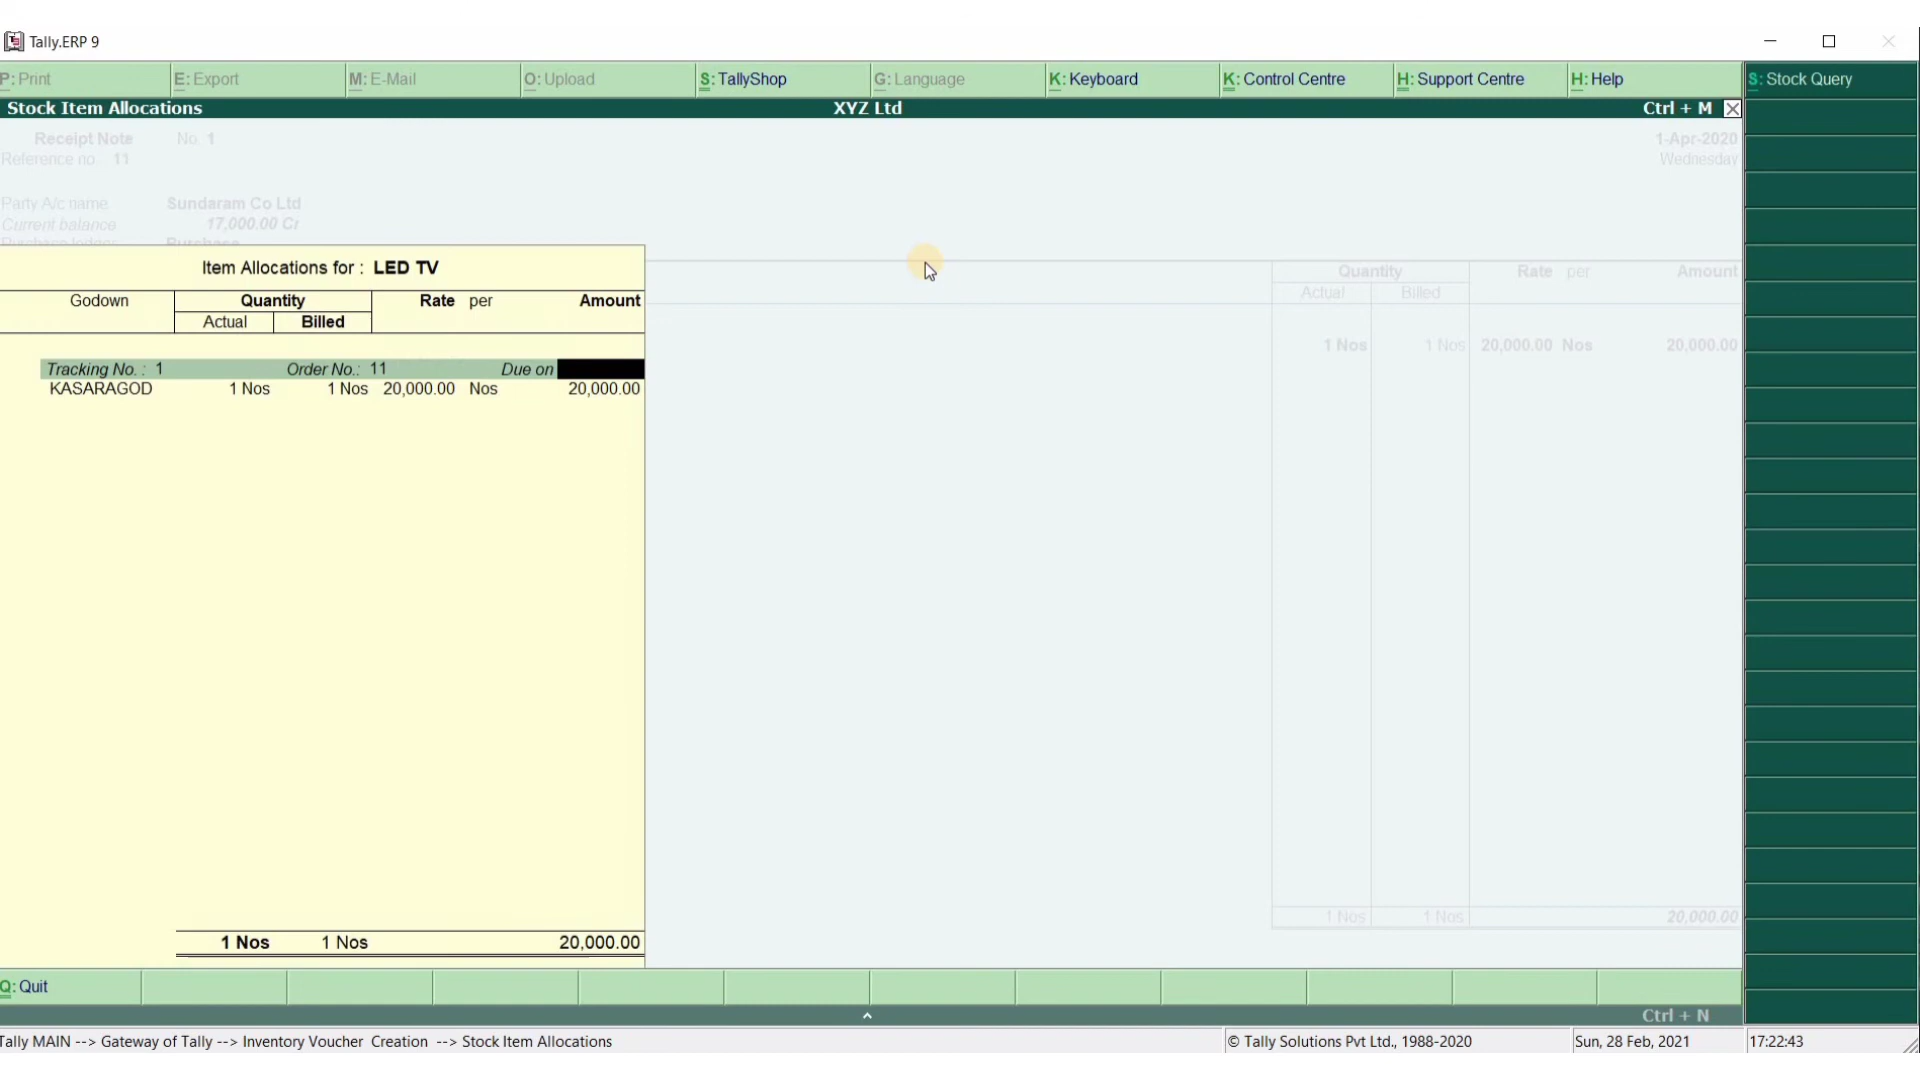 Tally.ERP 9
P: Print E: Export M: E-Mail O: Upload S: TallyShop G: Language K: Keyboard K: Control Centre H: Support Centre H: Help S: Stock Query
Stock Item Allocations XYZ Ltd Ctrl + M
Receipt Note No. 1 1-Apr-2020
Reference no. 11 Wednesday
Party A/c name Sundaram Co Ltd
Current balance 17,000.00 Cr
Purchase ledger Purchase
Item Allocations for : LED TV
Quantity Rate per Amount
Actual Billed
Godown Quantity Rate per Amount
Actual Billed
1 Nos 1 Nos 20,000.00 Nos 20,000.00
Tracking No. : 1 Order No.: 11 Due on
KASARAGOD 1 Nos 1 Nos 20,000.00 Nos 20,000.00
1 Nos 1 Nos 20,000.00
1 Nos 1 Nos 20,000.00
Q: Quit
Ctrl + N
Tally MAIN --> Gateway of Tally --> Inventory Voucher Creation --> Stock Item Allocations © Tally Solutions Pvt Ltd., 1988-2020 Sun, 28 Feb, 2021 17:22:43